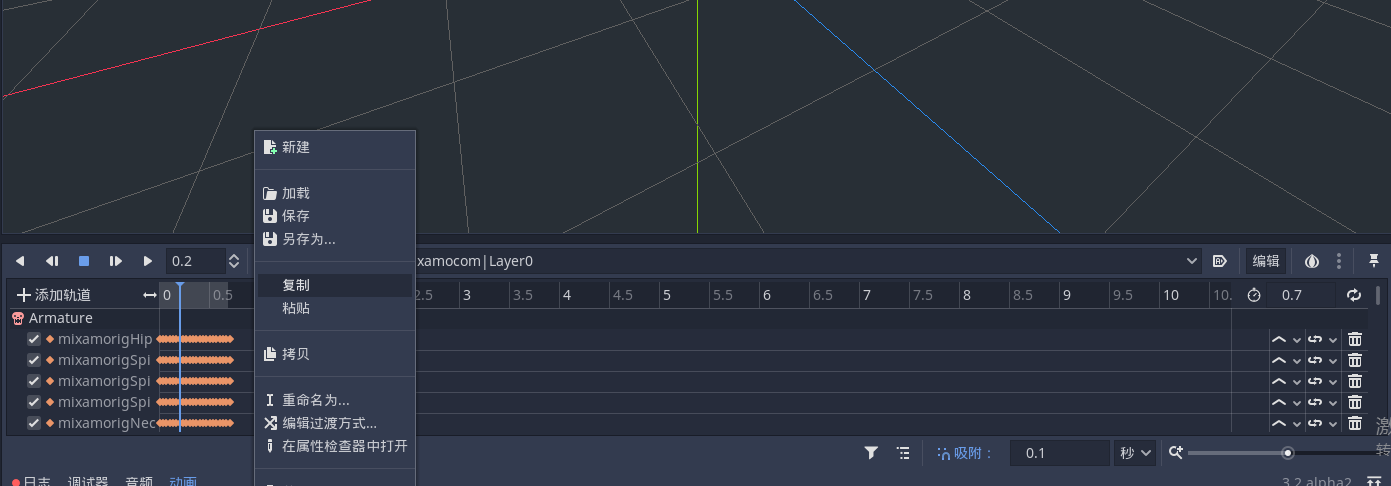 新建
加载
保存
另存为...
复制
粘贴
拷贝
重命名为...
编辑过渡方式...
在属性检查器中打开
0.2
xamocom|Layer0
编辑
添加轨道
0 0.5 2.5 3 3.5 4 4.5 5 5.5 6 6.5 7 7.5 8 8.5 9 9.5 10 10.
0.7
Armature
mixamorigHip
mixamorigSpi
mixamorigSpi
mixamorigSpi
mixamorigNec
激
转
吸附：
0.1
秒
日志 调试器 音频 动画
3.2.alpha2